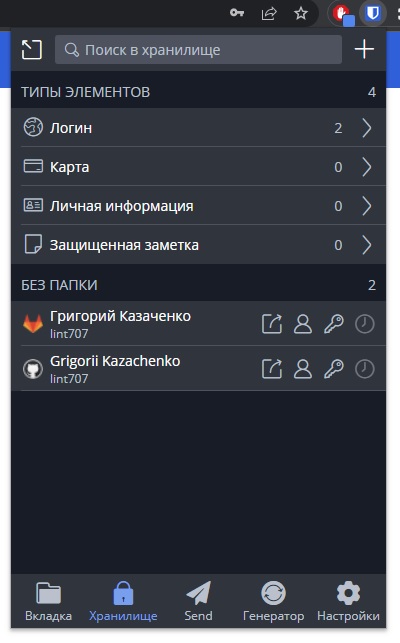 Поиск в хранилище
ТИПЫ ЭЛЕМЕНТОВ 4
Логин 2
Карта 0
Личная информация 0
Защищенная заметка 0
БЕЗ ПАПКИ 2
Григорий Казаченко
lint707
Grigorii Kazachenko
lint707
Вкладка Хранилище Send Генератор Настройки